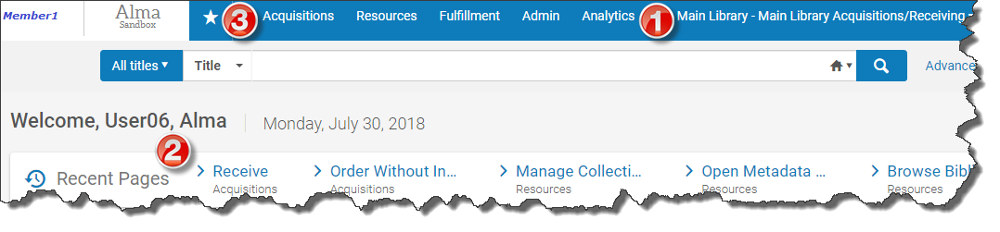 Member1 Alma Sandbox ★ 3 Acquisitions Resources Fulfillment Admin Analytics 1 Main Library - Main Library Acquisitions/Receiving -
All titles ▾ Title ▾ Advance
Welcome, User06, Alma Monday, July 30, 2018
2
Recent Pages > Receive > Order Without In... > Manage Collecti... > Open Metadata ... > Browse Bib
Acquisitions Acquisitions Resources Resources Resources